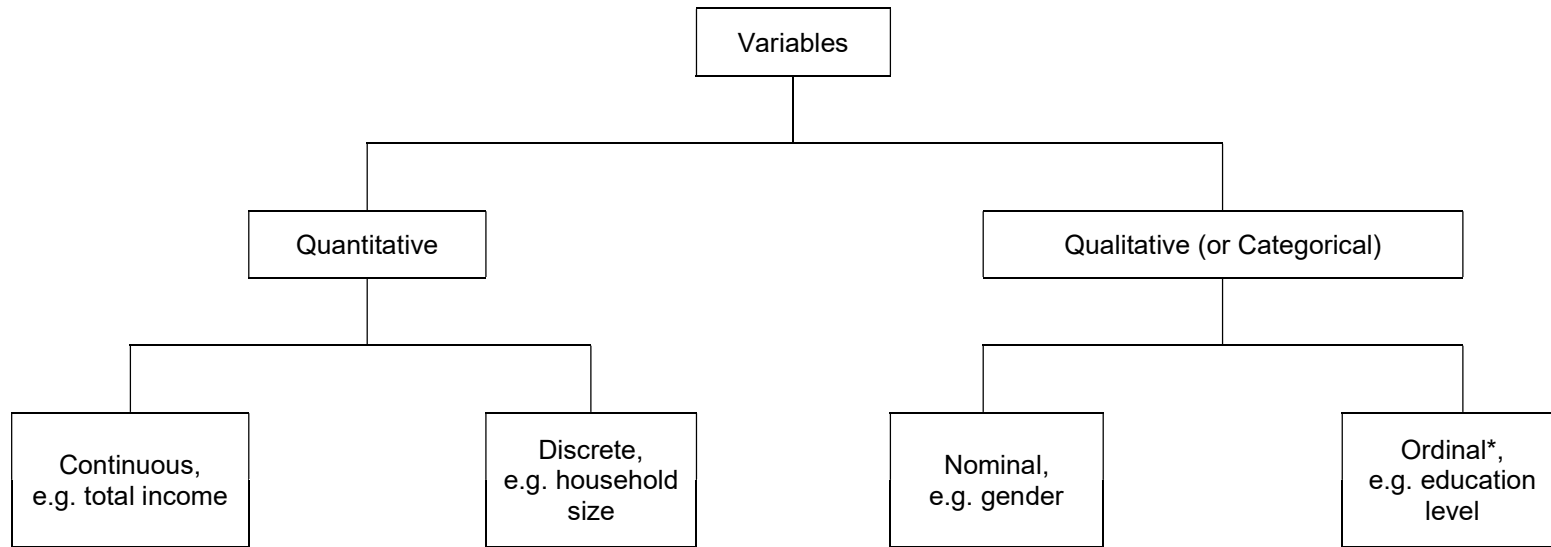 Variables
Quantitative
Qualitative (or Categorical)
Continuous,
e.g. total income
Discrete,
e.g. household
size
Nominal,
e.g. gender
Ordinal*,
e.g. education
level